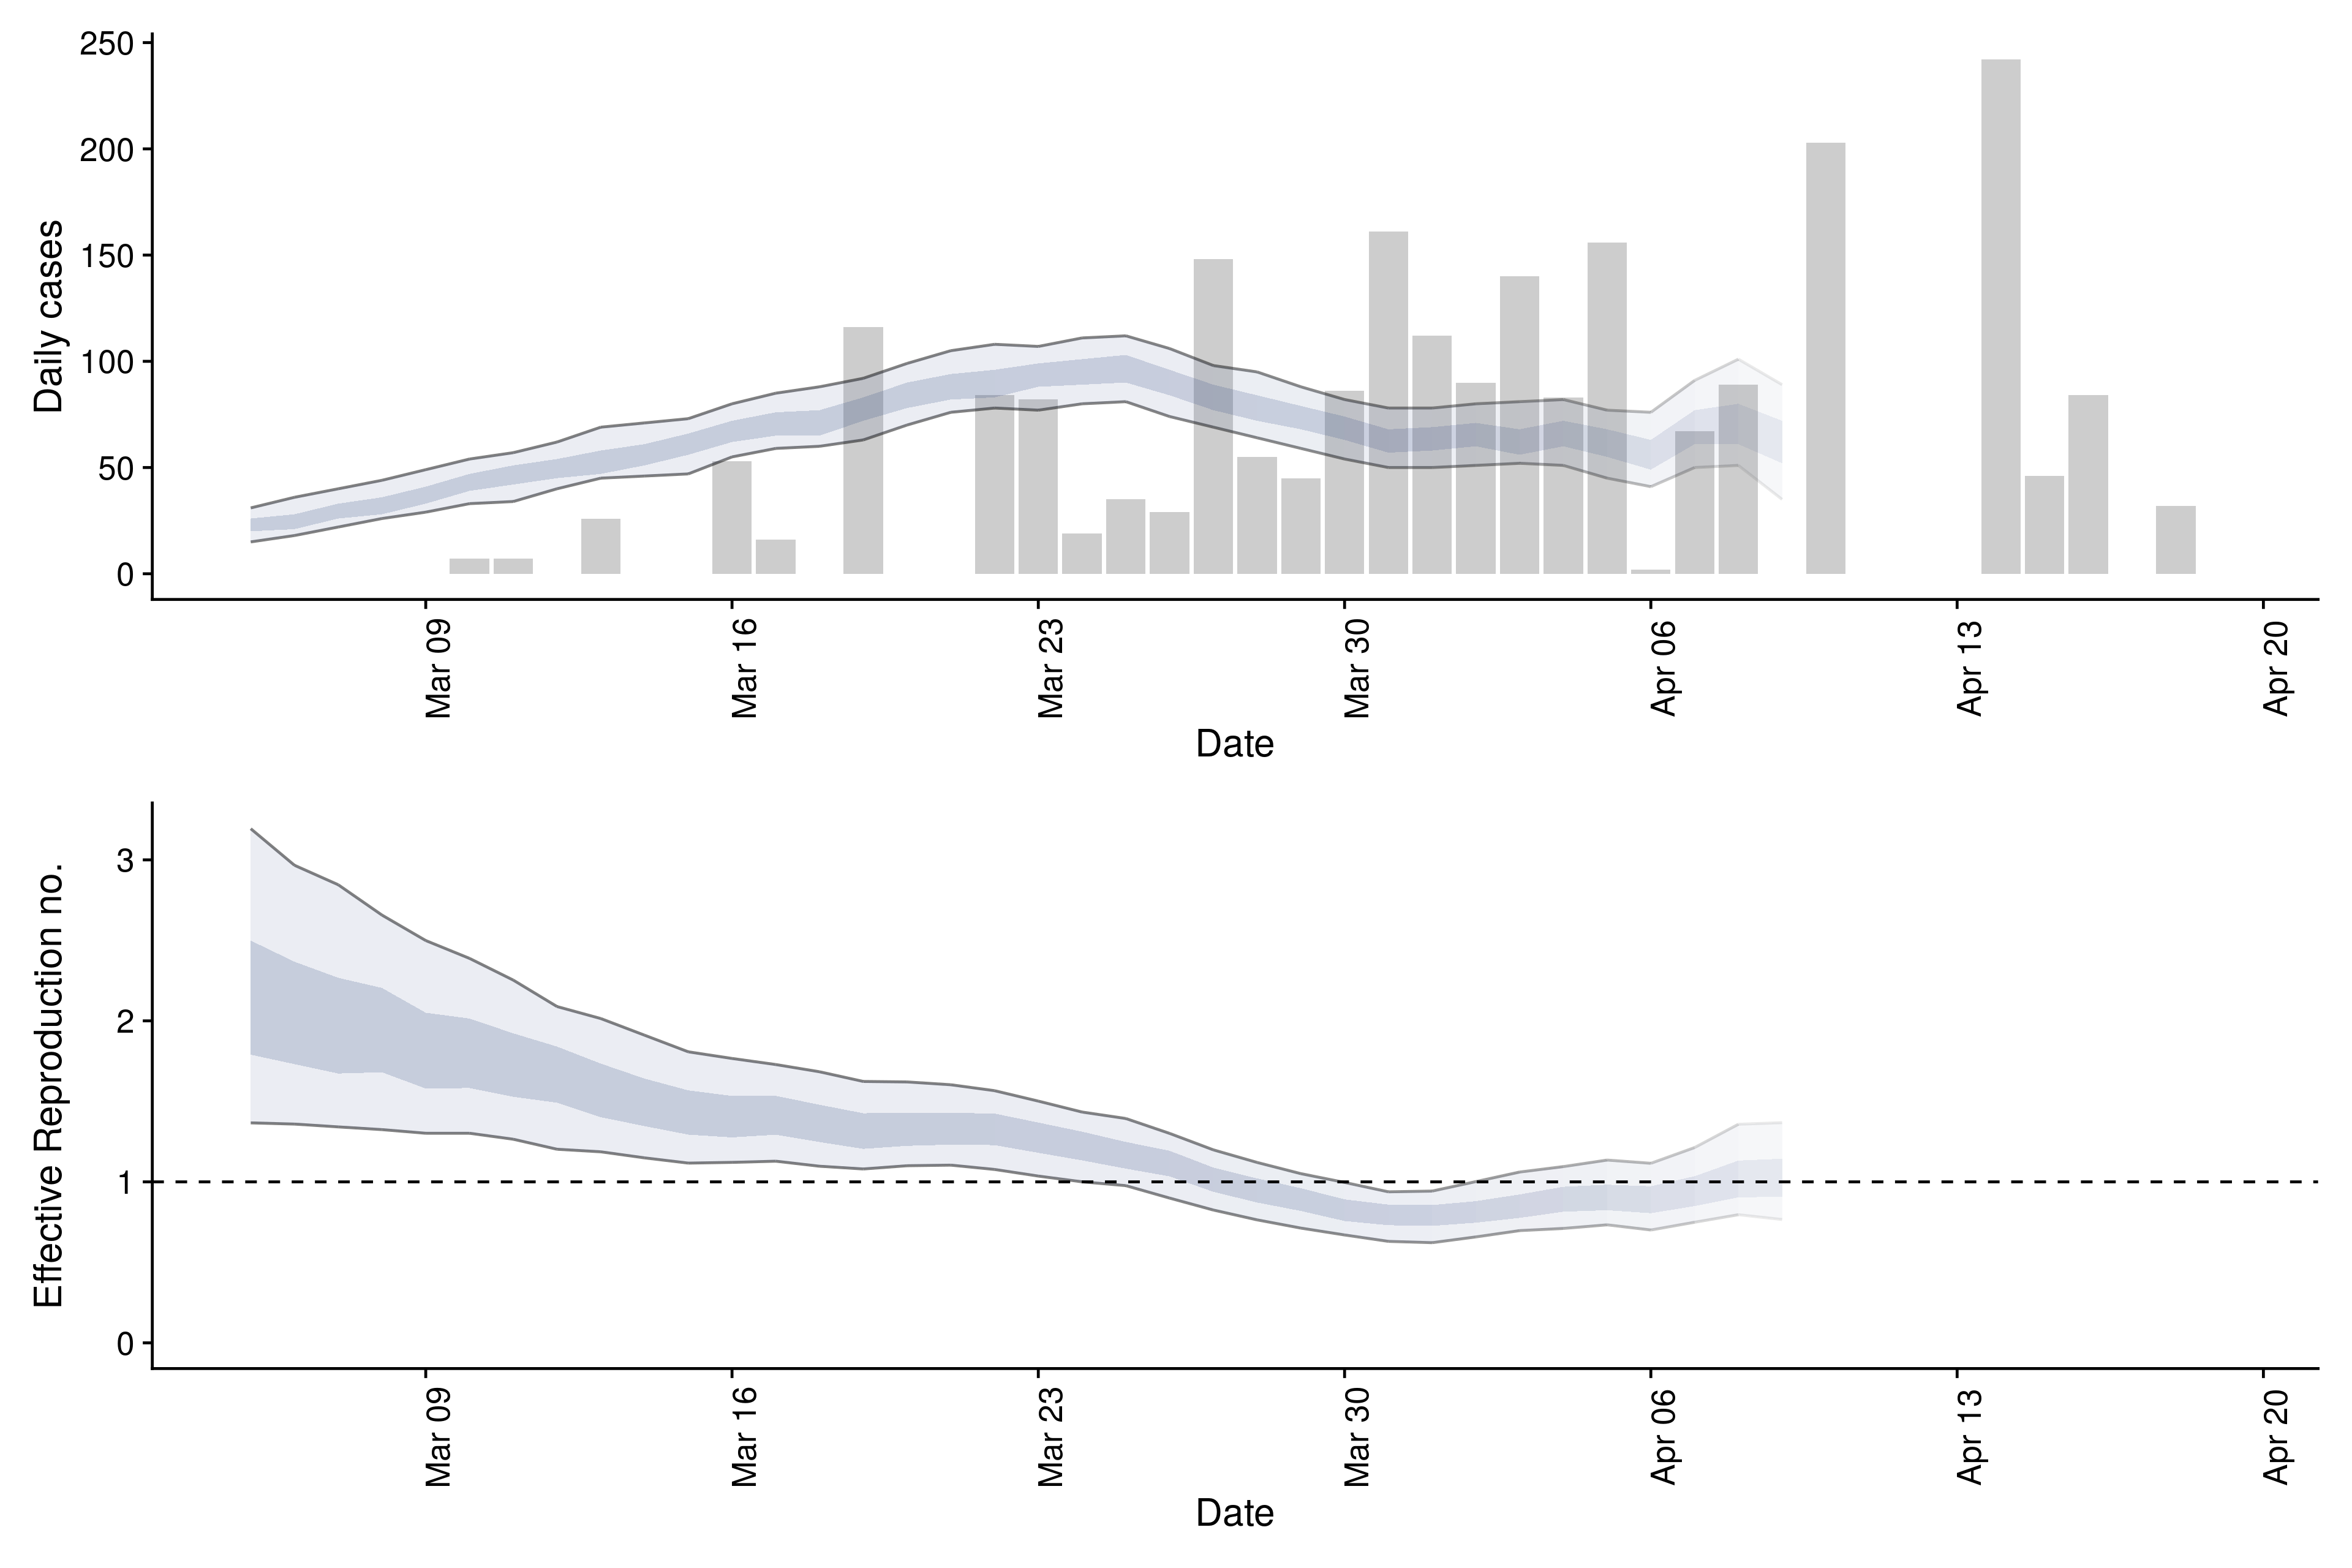 250
200
150
100
50
0
Daily cases
Mar 09
Mar 16
Mar 23
Mar 30
Apr 06
Apr 13
Apr 20
Date
3
2
1
0
Effective Reproduction no.
Mar 09
Mar 16
Mar 23
Mar 30
Apr 06
Apr 13
Apr 20
Date